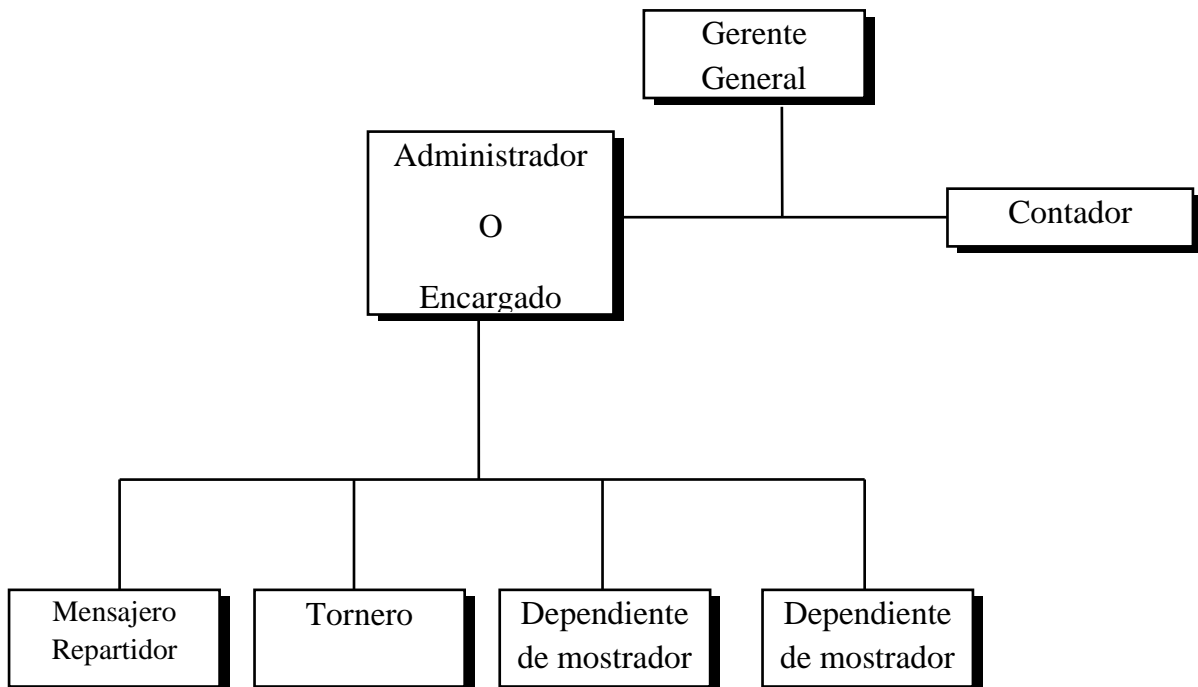 Gerente
General
Administrador
O
Encargado
Contador
Mensajero
Repartidor
Tornero
Dependiente
de mostrador
Dependiente
de mostrador